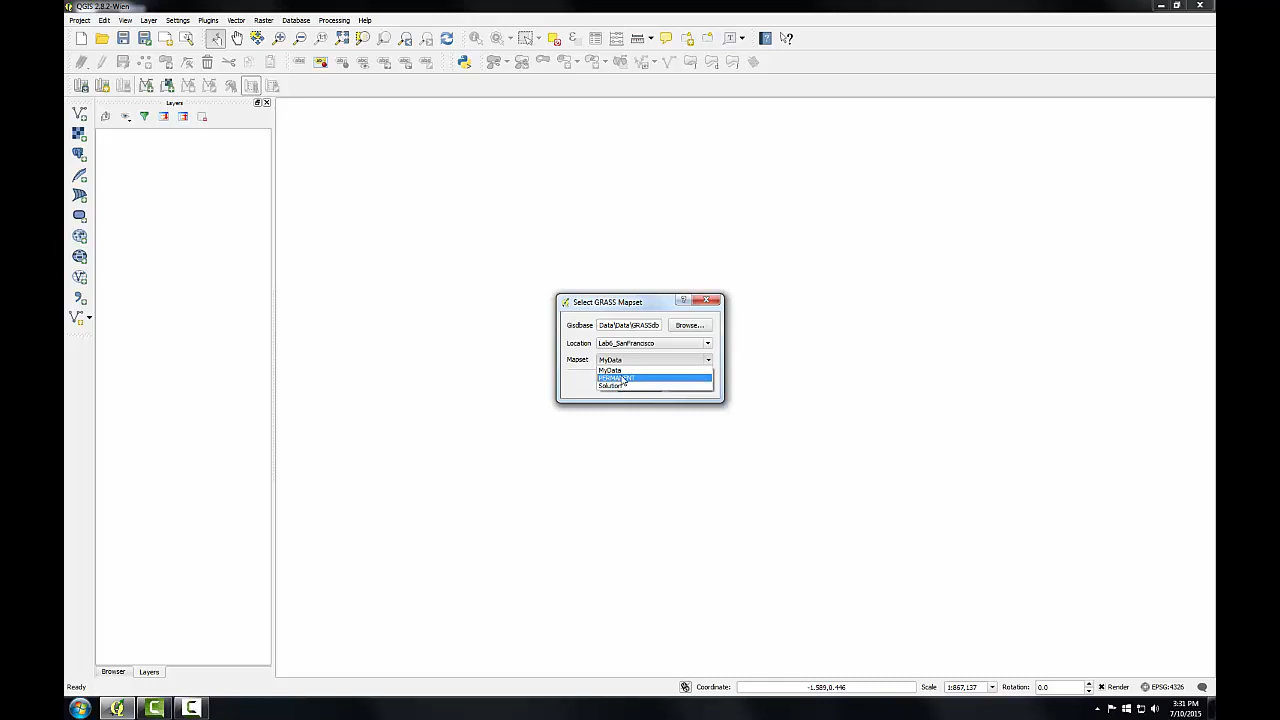 QGIS 2.8.2-Wien
Project Edit View Layer Settings Plugins Vector Raster Database Processing Help
Layers
Select GRASS Mapset
Gisdbase Data\Data\GRASSdb Browse...
Location Lab6_SanFrancisco
Mapset MyData
MyData
PERMANENT
Solution
Browser Layers
Ready Coordinate: -1.589,0.446 Scale 1:867,137 Rotation: 0.0 Render EPSG:4326
3:31 PM
7/10/2015